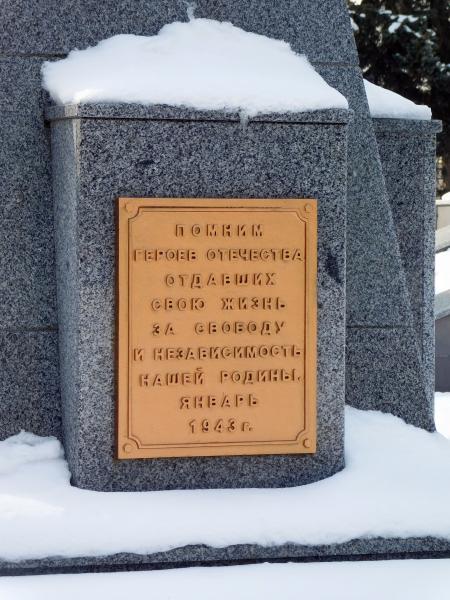 ПОМНИМ
ГЕРОЕВ ОТЕЧЕСТВА
ОТДАВШИХ
СВОЮ ЖИЗНЬ
ЗА СВОБОДУ
И НЕЗАВИСИМОСТЬ
НАШЕЙ РОДИНЫ.
ЯНВАРЬ
1943 г.